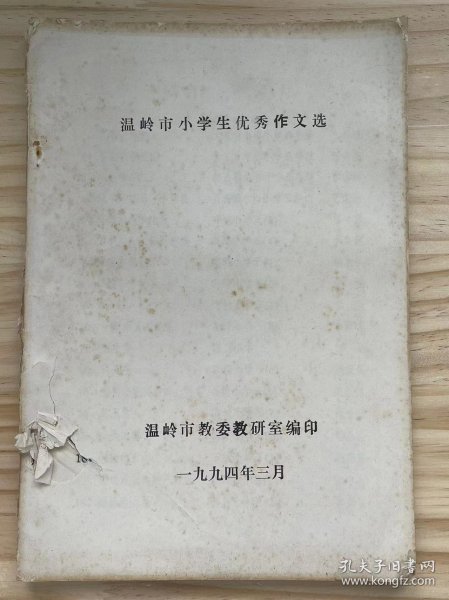 温岭市小学生优秀作文选
温岭市教委教研室编印
一九九四年三月
孔夫子旧书网
www.kongfz.com